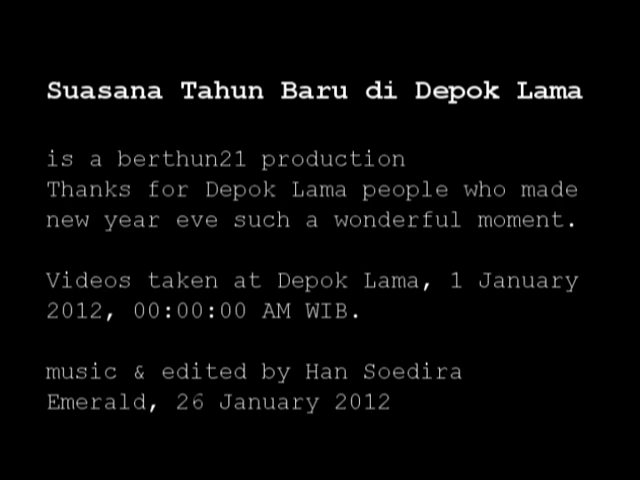 Suasana Tahun Baru di Depok Lama
is a berthun21 production
Thanks for Depok Lama people who made
new year eve such a wonderful moment.
Videos taken at Depok Lama, 1 January
2012, 00:00:00 AM WIB.
music & edited by Han Soedira
Emerald, 26 January 2012